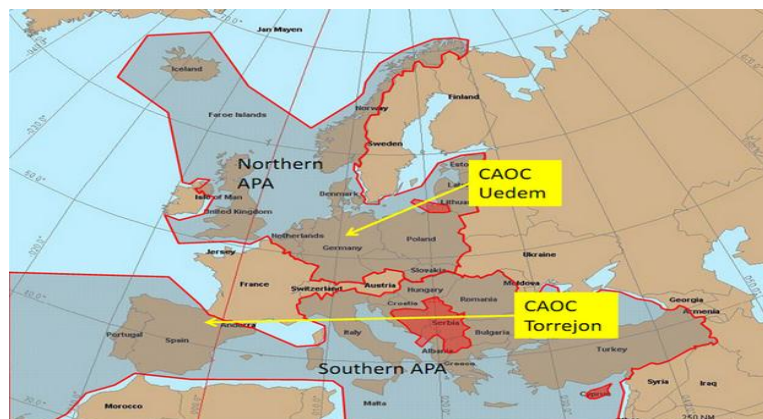 Jan Mayen
Iceland
Faroe Islands
Norway
Finland
Sweden
Northern
APA
CAOC
Uedem
Denmark
Isle of Man
United Kingdom
Netherlands
Germany
Poland
Jersey
Slovakia
Ukraine
France
Switzerland
Austria
Hungary
Moldova
Croatia
Romania
Georgia
Armenia
CAOC
Torrejon
Andorra
Portugal
Spain
Italy
Serbia
Bulgaria
Albania
Greece
Turkey
Southern APA
Malta
Cyprus
Syria
Iraq
Morocco
250 NM